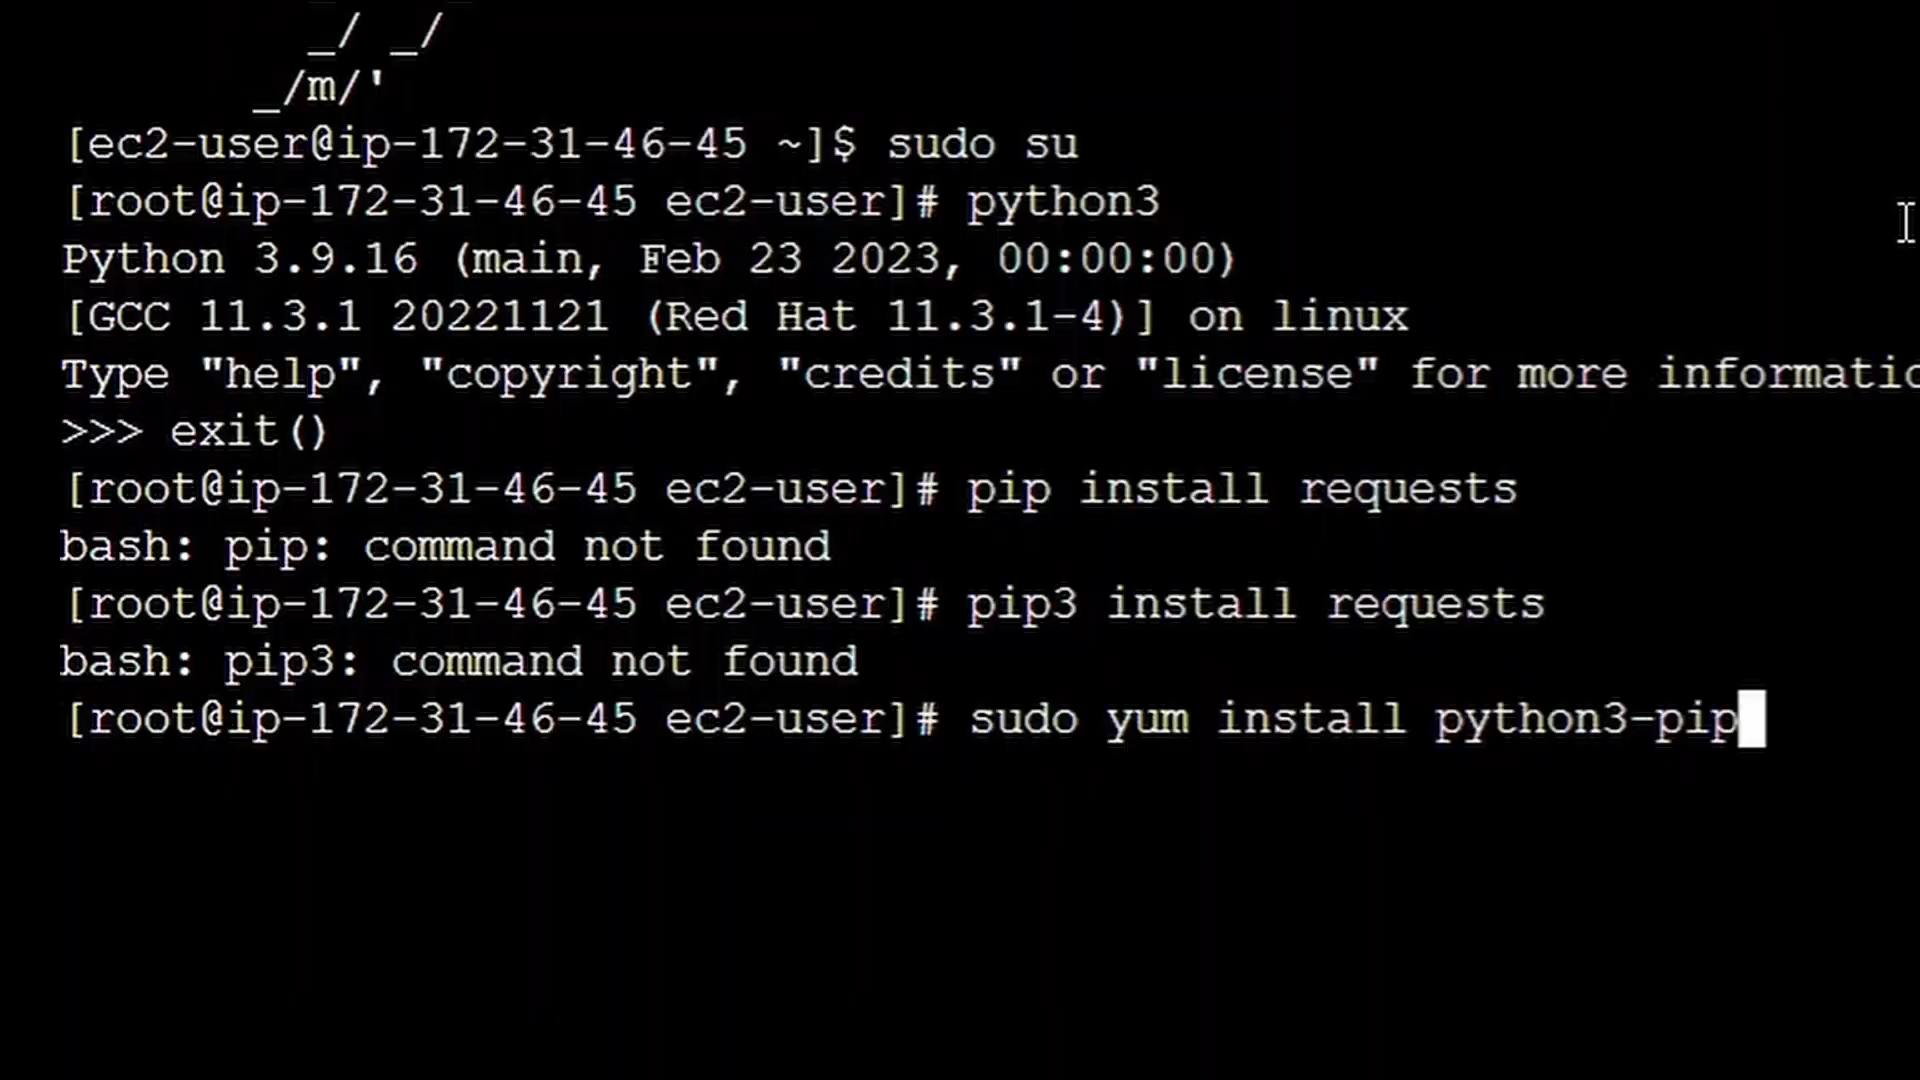 _/ _/
_/m/'
[ec2-user@ip-172-31-46-45 ~]$ sudo su
[root@ip-172-31-46-45 ec2-user]# python3
Python 3.9.16 (main, Feb 23 2023, 00:00:00)
[GCC 11.3.1 20221121 (Red Hat 11.3.1-4)] on linux
Type "help", "copyright", "credits" or "license" for more informatio
>>> exit()
[root@ip-172-31-46-45 ec2-user]# pip install requests
bash: pip: command not found
[root@ip-172-31-46-45 ec2-user]# pip3 install requests
bash: pip3: command not found
[root@ip-172-31-46-45 ec2-user]# sudo yum install python3-pip